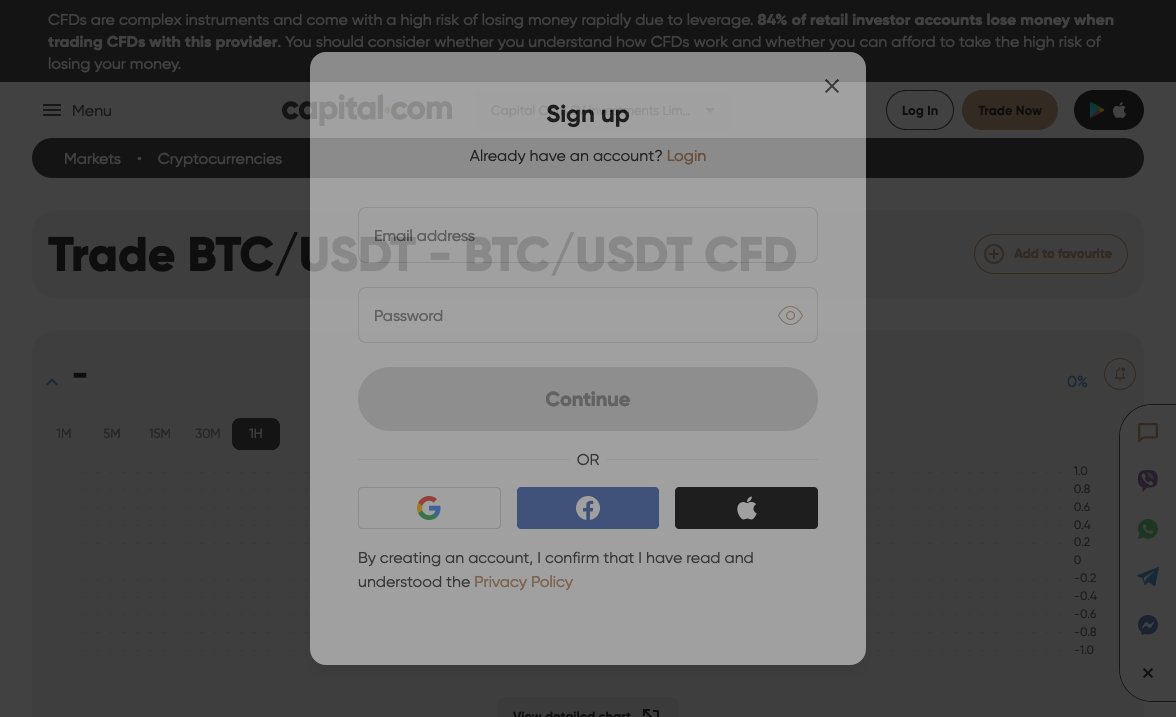 CFDs are complex instruments and come with a high risk of losing money rapidly due to leverage. 84% of retail investor accounts lose money when
trading CFDs with this provider. You should consider whether you understand how CFDs work and whether you can afford to take the high risk of
losing your money.
Menu
capital.com
Log In
Trade Now
Sign up
Already have an account? Login
Markets • Cryptocurrencies
Trade BTC/USDT - BTC/USDT CFD
Add to favourite
Email address
Password
Continue
OR
By creating an account, I confirm that I have read and
understood the Privacy Policy
-
0%
1M 5M 15M 30M 1H
1.0
0.8
0.6
0.4
0.2
0
-0.2
-0.4
-0.6
-0.8
-1.0
View detailed chart